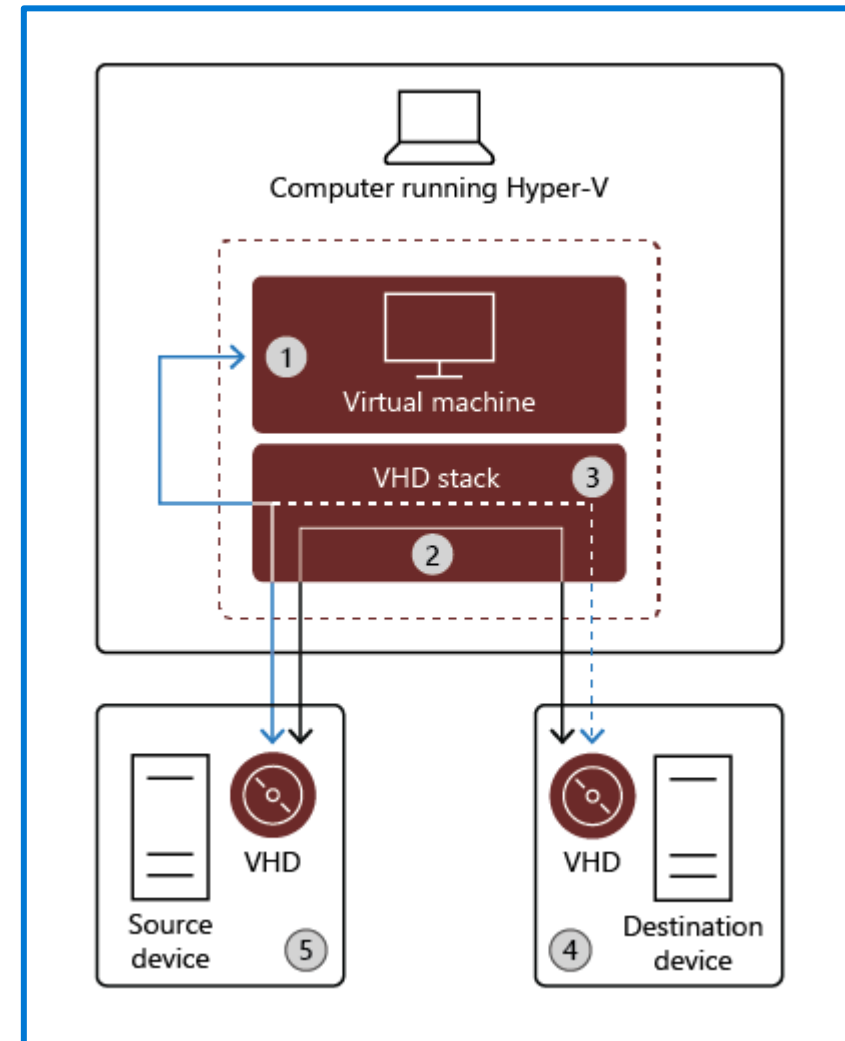 Computer running Hyper-V
1
Virtual machine
VHD stack
3
2
VHD
Source
device
5
VHD
4
Destination
device